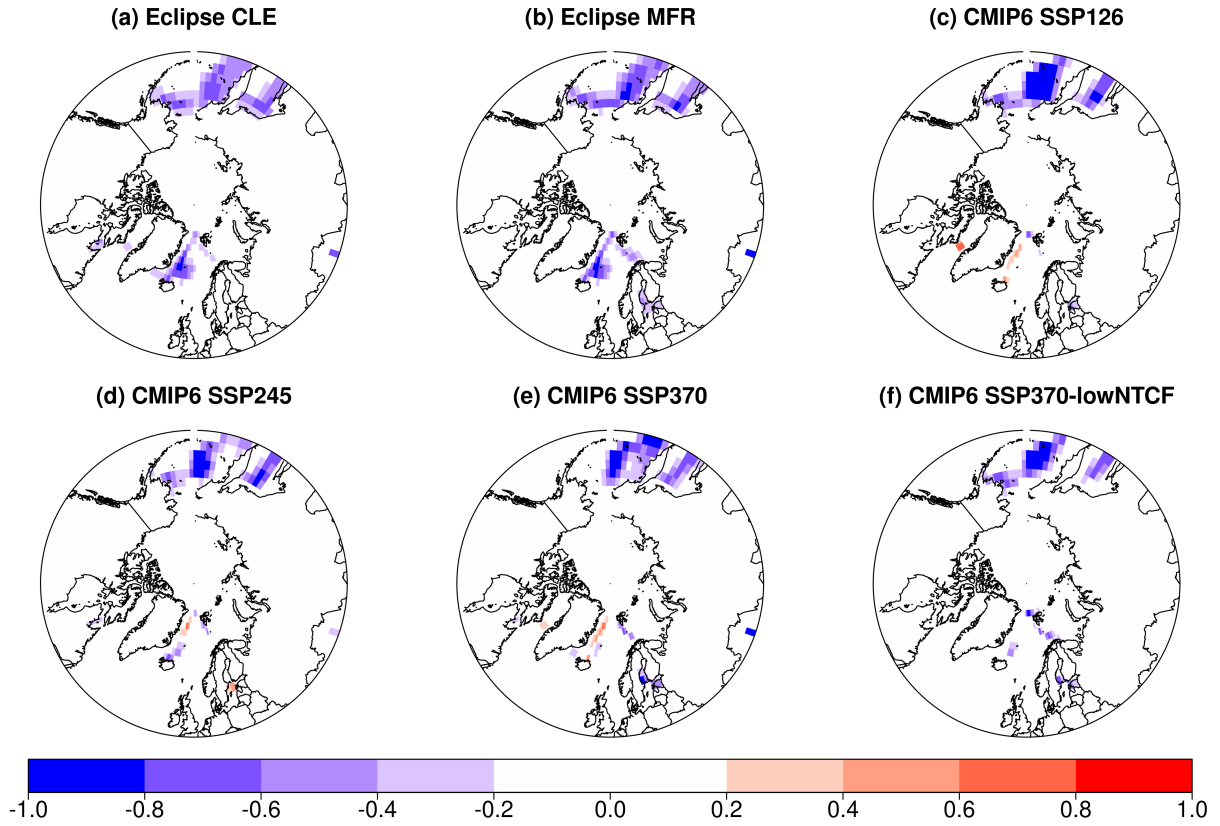 (a) Eclipse CLE
(b) Eclipse MFR
(c) CMIP6 SSP126
(d) CMIP6 SSP245
(e) CMIP6 SSP370
(f) CMIP6 SSP370-lowNTCF
-1.0 -0.8 -0.6 -0.4 -0.2 0.0 0.2 0.4 0.6 0.8 1.0